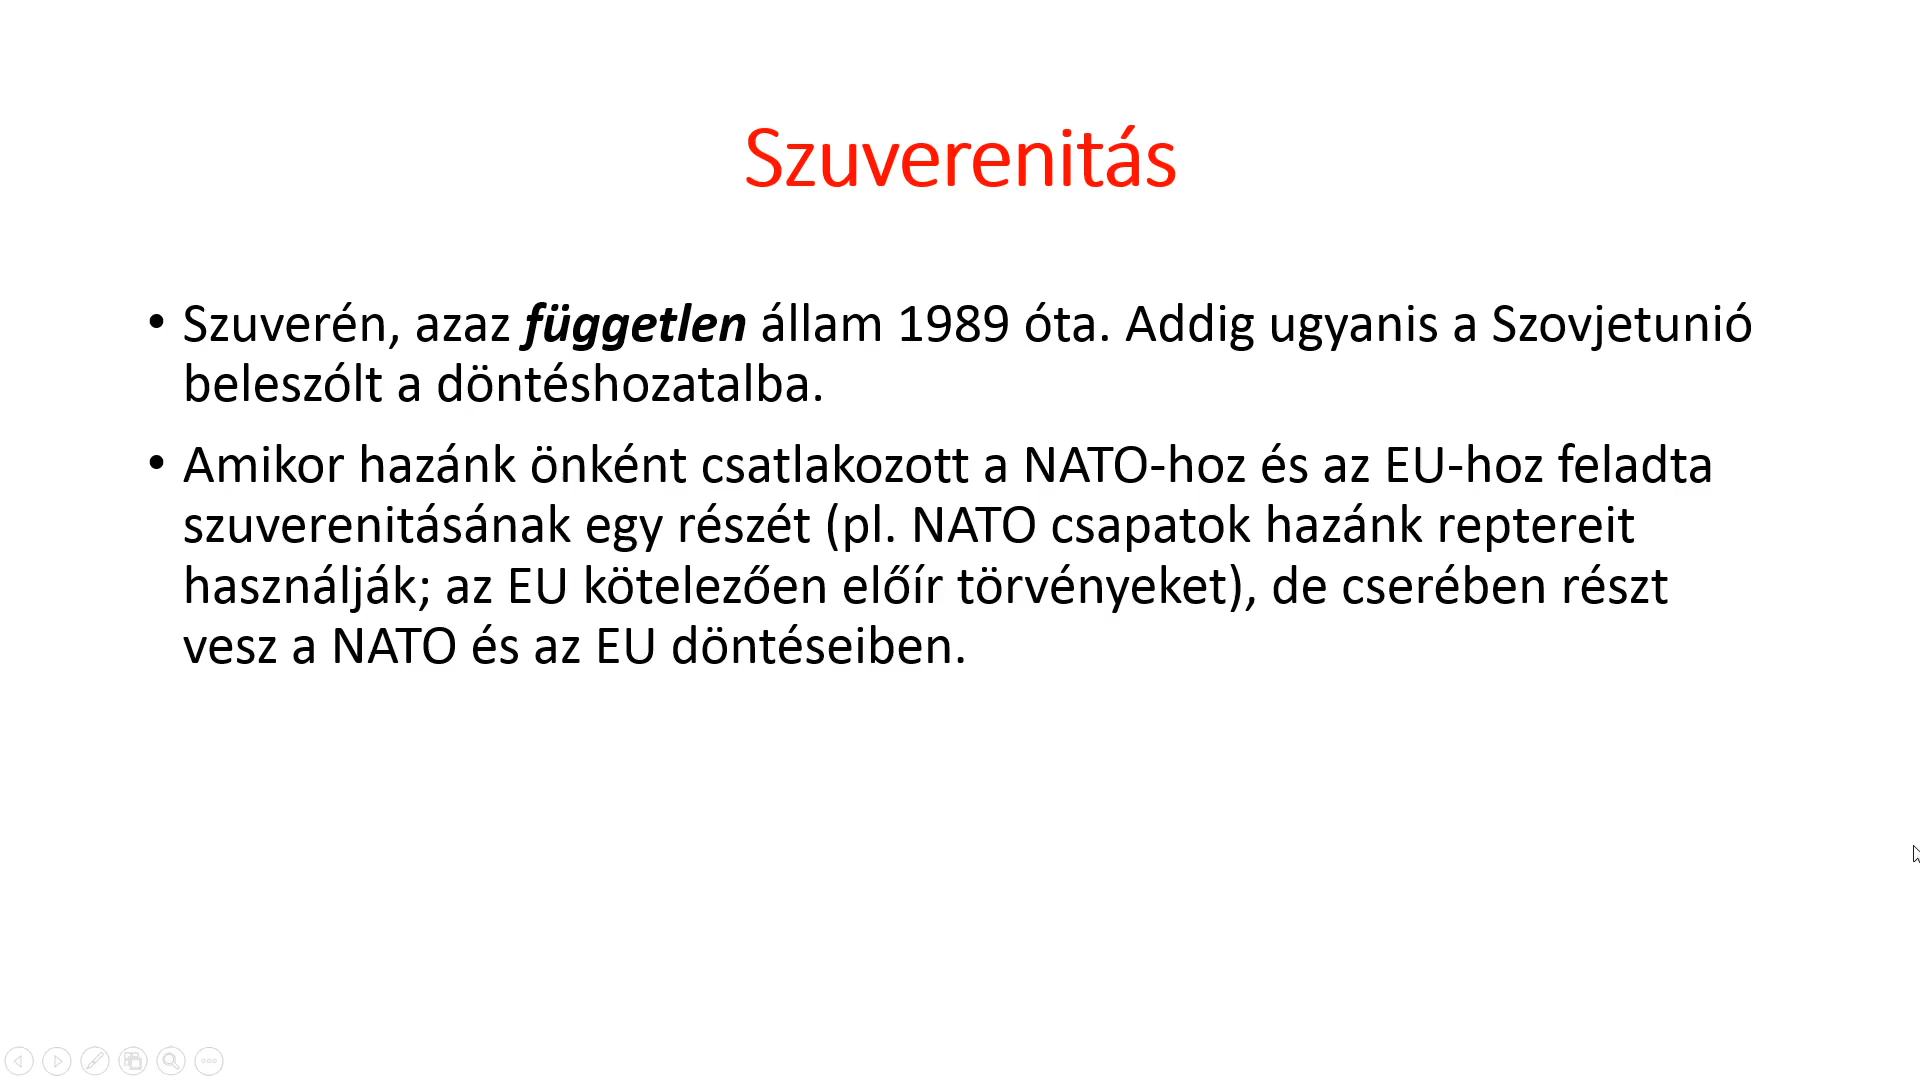 Szuverenitás
• Szuverén, azaz független állam 1989 óta. Addig ugyanis a Szovjetunió
beleszólt a döntéshozatalba.
• Amikor hazánk önként csatlakozott a NATO-hoz és az EU-hoz feladta
szuverenitásának egy részét (pl. NATO csapatok hazánk reptereit
használják; az EU kötelezően előír törvényeket), de cserében részt
vesz a NATO és az EU döntéseiben.